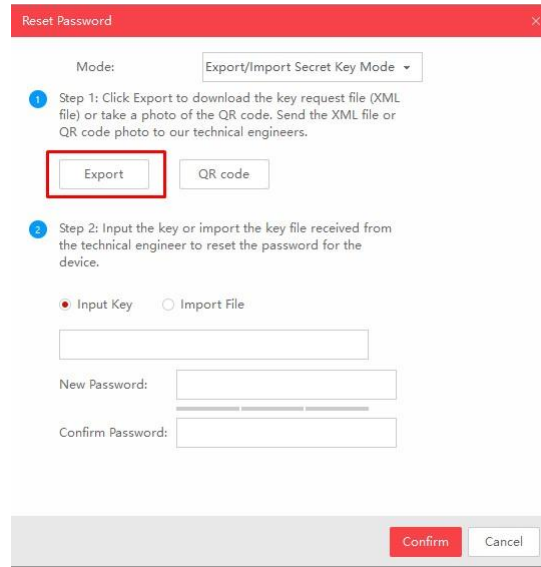 Reset Password
Mode: Export/Import Secret Key Mode
1 Step 1: Click Export to download the key request file (XML
file) or take a photo of the QR code. Send the XML file or
QR code photo to our technical engineers.
Export QR code
2 Step 2: Input the key or import the key file received from
the technical engineer to reset the password for the
device.
Input Key Import File
New Password:
Confirm Password:
Confirm Cancel